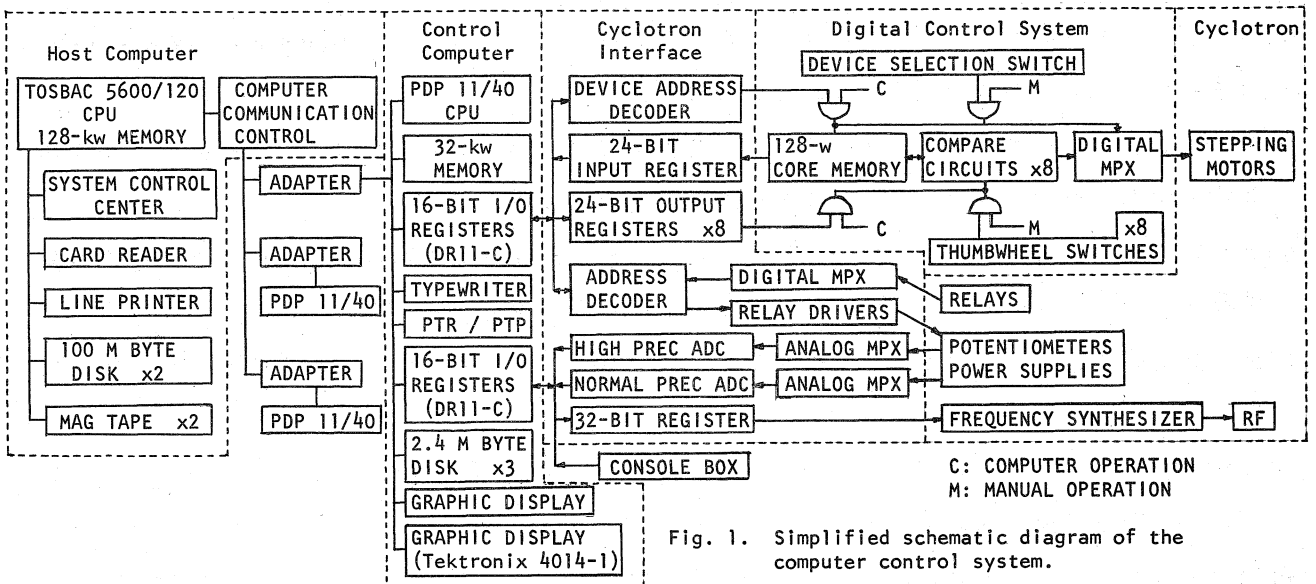 Host Computer
TOSBAC 5600/120
CPU
128-kw MEMORY
SYSTEM CONTROL
CENTER
CARD READER
LINE PRINTER
100 M BYTE
DISK x2
MAG TAPE x2
COMPUTER
COMMUNICATION
CONTROL
ADAPTER
ADAPTER
PDP 11/40
ADAPTER
PDP 11/40
Control
Computer
PDP 11/40
CPU
32-kw
MEMORY
16-BIT I/O
REGISTERS
(DR11-C)
TYPEWRITER
PTR / PTP
16-BIT I/O
REGISTERS
(DR11-C)
2.4 M BYTE
DISK x3
GRAPHIC DISPLAY
GRAPHIC DISPLAY
(Tektronix 4014-1)
Cyclotron
Interface
DEVICE ADDRESS
DECODER
24-BIT
INPUT REGISTER
24-BIT OUTPUT
REGISTERS x8
ADDRESS
DECODER
DIGITAL MPX
RELAY DRIVERS
HIGH PREC ADC
ANALOG MPX
NORMAL PREC ADC
ANALOG MPX
32-BIT REGISTER
CONSOLE BOX
Digital Control System
DEVICE SELECTION SWITCH
C
M
128-w
CORE MEMORY
COMPARE
CIRCUITS x8
DIGITAL
MPX
C
M
x8
THUMBWHEEL SWITCHES
Cyclotron
STEPPING
MOTORS
RELAYS
POTENTIOMETERS
POWER SUPPLIES
FREQUENCY SYNTHESIZER
RF
C: COMPUTER OPERATION
M: MANUAL OPERATION
Fig. 1. Simplified schematic diagram of the
computer control system.